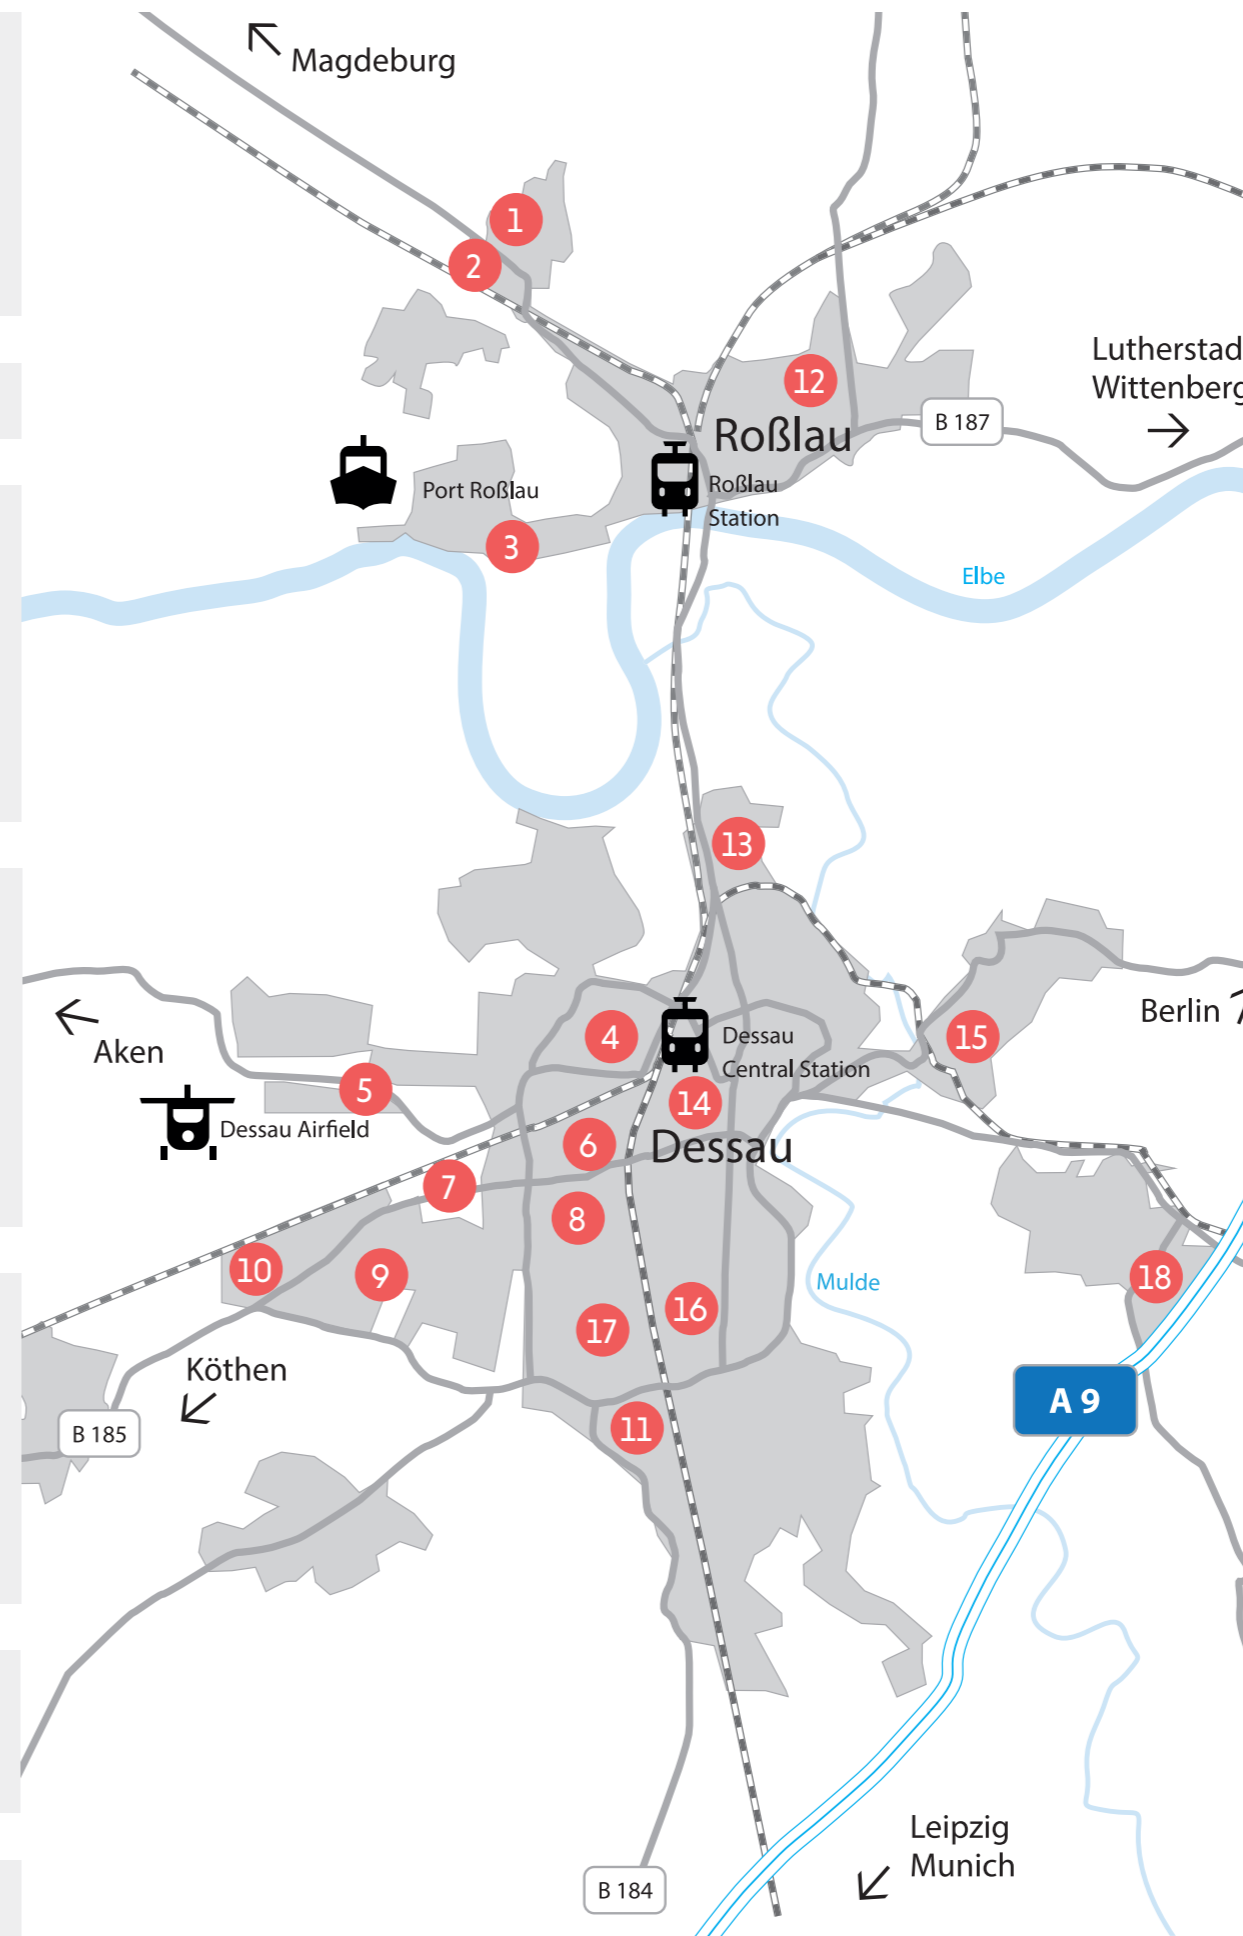 Magdeburg
1
2
Lutherstad
Wittenberg
12
B 187
Roßlau
Roßlau
Station
Port Roßlau
3
Elbe
13
Aken
4
Dessau
Central Station
15
Berlin
5
Dessau Airfield
14
6
Dessau
7
8
10
9
Mulde
18
16
17
Köthen
A 9
B 185
11
Leipzig
Munich
B 184